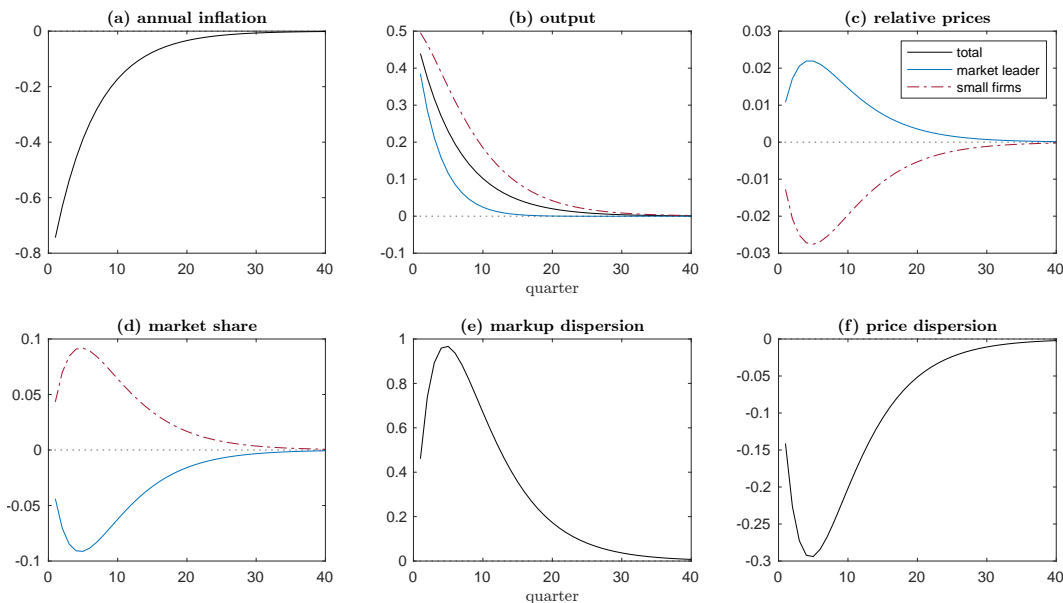 (a) annual inflation
0
-0.2
-0.4
-0.6
-0.8
0 10 20 30 40
(b) output
0.5
0.4
0.3
0.2
0.1
0
-0.1
0 10 20 30 40
quarter
(c) relative prices
0.03
0.02
0.01
0
-0.01
-0.02
-0.03
0 10 20 30 40
total
market leader
small firms
(d) market share
0.1
0.05
0
-0.05
-0.1
0 10 20 30 40
(e) markup dispersion
1
0.8
0.6
0.4
0.2
0
0 10 20 30 40
quarter
(f) price dispersion
0
-0.05
-0.1
-0.15
-0.2
-0.25
-0.3
0 10 20 30 40